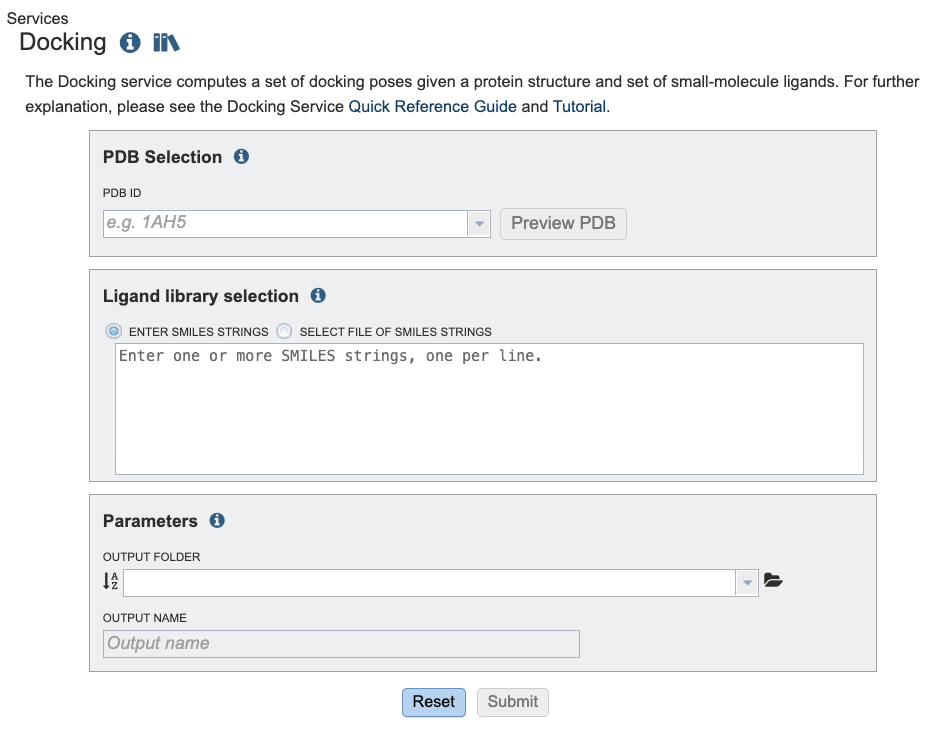 Services
Docking
The Docking service computes a set of docking poses given a protein structure and set of small-molecule ligands. For further
explanation, please see the Docking Service Quick Reference Guide and Tutorial.
PDB Selection
PDB ID
e.g. 1AH5
Preview PDB
Ligand library selection
ENTER SMILES STRINGS SELECT FILE OF SMILES STRINGS
Enter one or more SMILES strings, one per line.
Parameters
OUTPUT FOLDER
OUTPUT NAME
Output name
Reset Submit